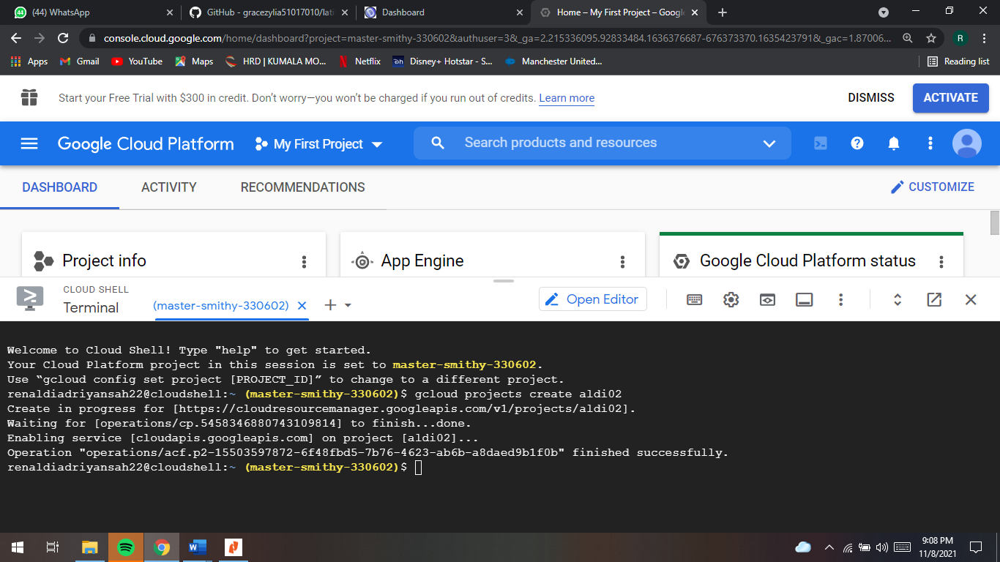 44
(44) WhatsApp
GitHub - gracezylia51017010/lati
Dashboard
Home – My First Project – Google
console.cloud.google.com/home/dashboard?project=master-smithy-330602&authuser=3&_ga=2.215336095.92833484.1636376687-676373370.1635423791&_gac=1.87006...
R
Apps
Gmail
YouTube
Maps
HRD | KUMALA MO...
Netflix
Disney+ Hotstar - S...
Manchester United...
Reading list
Start your Free Trial with $300 in credit. Don't worry—you won't be charged if you run out of credits. Learn more
DISMISS
ACTIVATE
Google Cloud Platform
My First Project
Search products and resources
DASHBOARD
ACTIVITY
RECOMMENDATIONS
CUSTOMIZE
Project info
App Engine
Google Cloud Platform status
CLOUD SHELL
Terminal
(master-smithy-330602)
Open Editor
Welcome to Cloud Shell! Type "help" to get started.
Your Cloud Platform project in this session is set to master-smithy-330602.
Use “gcloud config set project [PROJECT_ID]” to change to a different project.
renaldiadriyansah22@cloudshell:~ (master-smithy-330602)$ gcloud projects create aldi02
Create in progress for [https://cloudresourcemanager.googleapis.com/v1/projects/aldi02].
Waiting for [operations/cp.5458346880743109814] to finish...done.
Enabling service [cloudapis.googleapis.com] on project [aldi02]...
Operation "operations/acf.p2-15503597872-6f48fbd5-7b76-4623-ab6b-a8daed9b1f0b" finished successfully.
renaldiadriyansah22@cloudshell:~ (master-smithy-330602)$
9:08 PM
11/8/2021